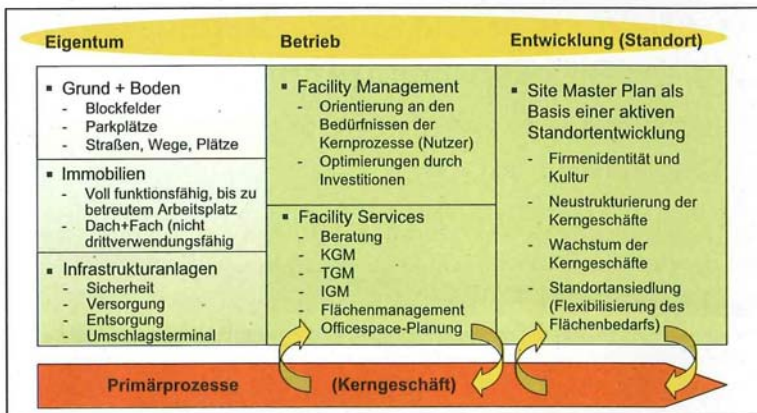 Eigentum
Betrieb
Entwicklung (Standort)
▪ Grund + Boden
- Blockfelder
- Parkplätze
- Straßen, Wege, Plätze
▪ Immobilien
- Voll funktionsfähig, bis zu
betreutem Arbeitsplatz
- Dach+Fach (nicht
drittverwendungsfähig
▪ Infrastrukturanlagen
- Sicherheit
- Versorgung
- Entsorgung
- Umschlagsterminal
▪ Facility Management
- Orientierung an den
Bedürfnissen der
Kernprozesse (Nutzer)
- Optimierungen durch
Investitionen
▪ Facility Services
- Beratung
- KGM
- TGM
- IGM
- Flächenmanagement
- Officespace-Planung
▪ Site Master Plan als
Basis einer aktiven
Standortentwicklung
- Firmenidentität und
Kultur
- Neustrukturierung der
Kerngeschäfte
- Wachstum der
Kerngeschäfte
- Standortansiedlung
(Flexibilisierung des
Flächenbedarfs)
Primärprozesse (Kerngeschäft)